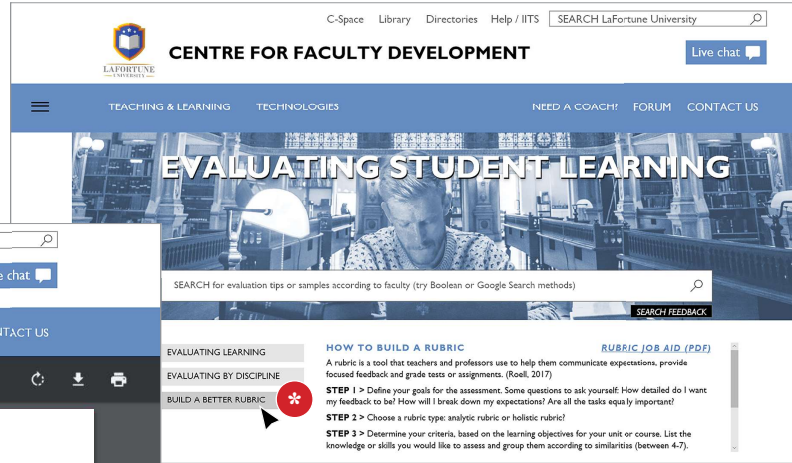 C-Space Library Directories Help / IITS SEARCH LaFortune University
LAFORTUNE
UNIVERSITY
CENTRE FOR FACULTY DEVELOPMENT
Live chat
TEACHING & LEARNING TECHNOLOGIES NEED A COACH? FORUM CONTACT US
EVALUATING STUDENT LEARNING
SEARCH for evaluation tips or samples according to faculty (try Boolean or Google Search methods)
SEARCH FEEDBACK
e chat
NTACT US
EVALUATING LEARNING
EVALUATING BY DISCIPLINE
BUILD A BETTER RUBRIC *
HOW TO BUILD A RUBRIC RUBRIC JOB AID (PDF)
A rubric is a tool that teachers and professors use to help them communicate expectations, provide
focused feedback and grade tests or assignments. (Roell, 2017)
STEP 1 > Define your goals for the assessment. Some questions to ask yourself: How detailed do I want
my feedback to be? How will I break down my expectations? Are all the tasks equaly important?
STEP 2 > Choose a rubric type: analytic rubric or holistic rubric?
STEP 3 > Determine your criteria, based on the learning objectives for your unit or course. List the
knowledge or skills you would like to assess and group them according to similarities (between 4-7).